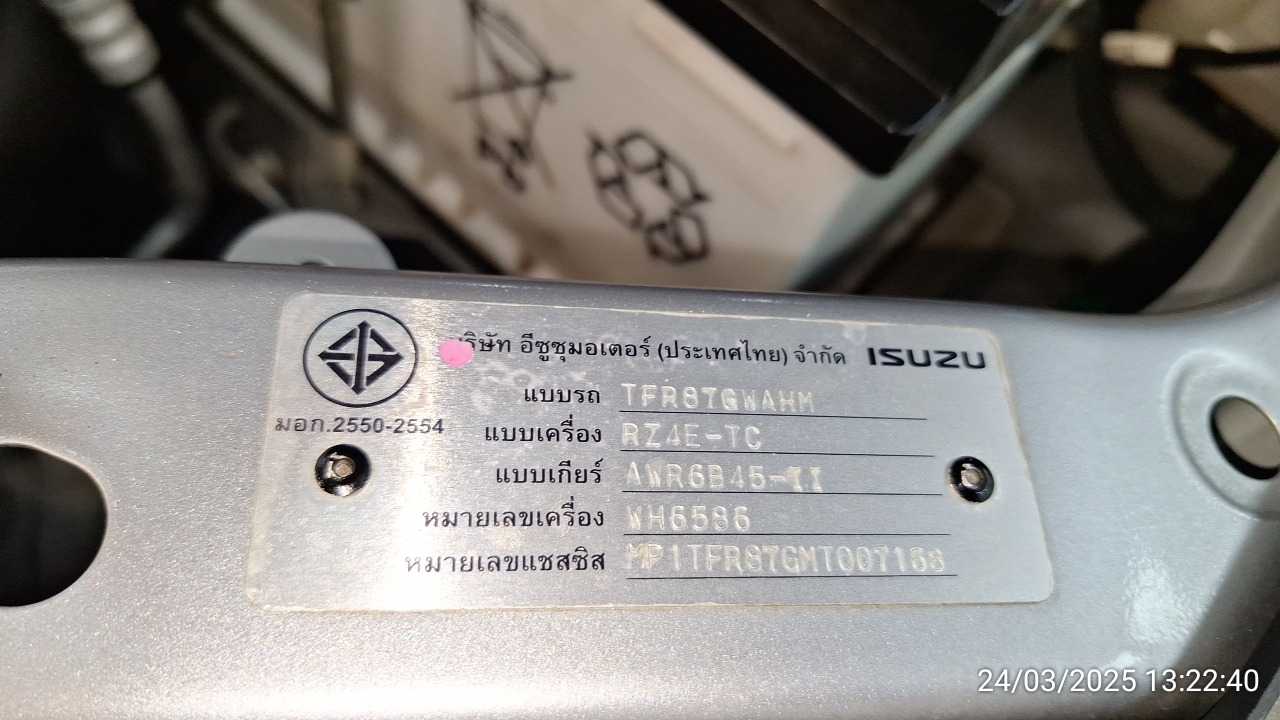 บริษัท อีซูซุมอเตอร์ (ประเทศไทย) จำกัด ISUZU
แบบรถ TFR87GWAHM
มอก.2550-2554
แบบเครื่อง RZ4E-TC
แบบเกียร์ AWR6B45-II
หมายเลขเครื่อง WH6586
หมายเลขแชสซิส MP1TFR87GMT007168
24/03/2025 13:22:40